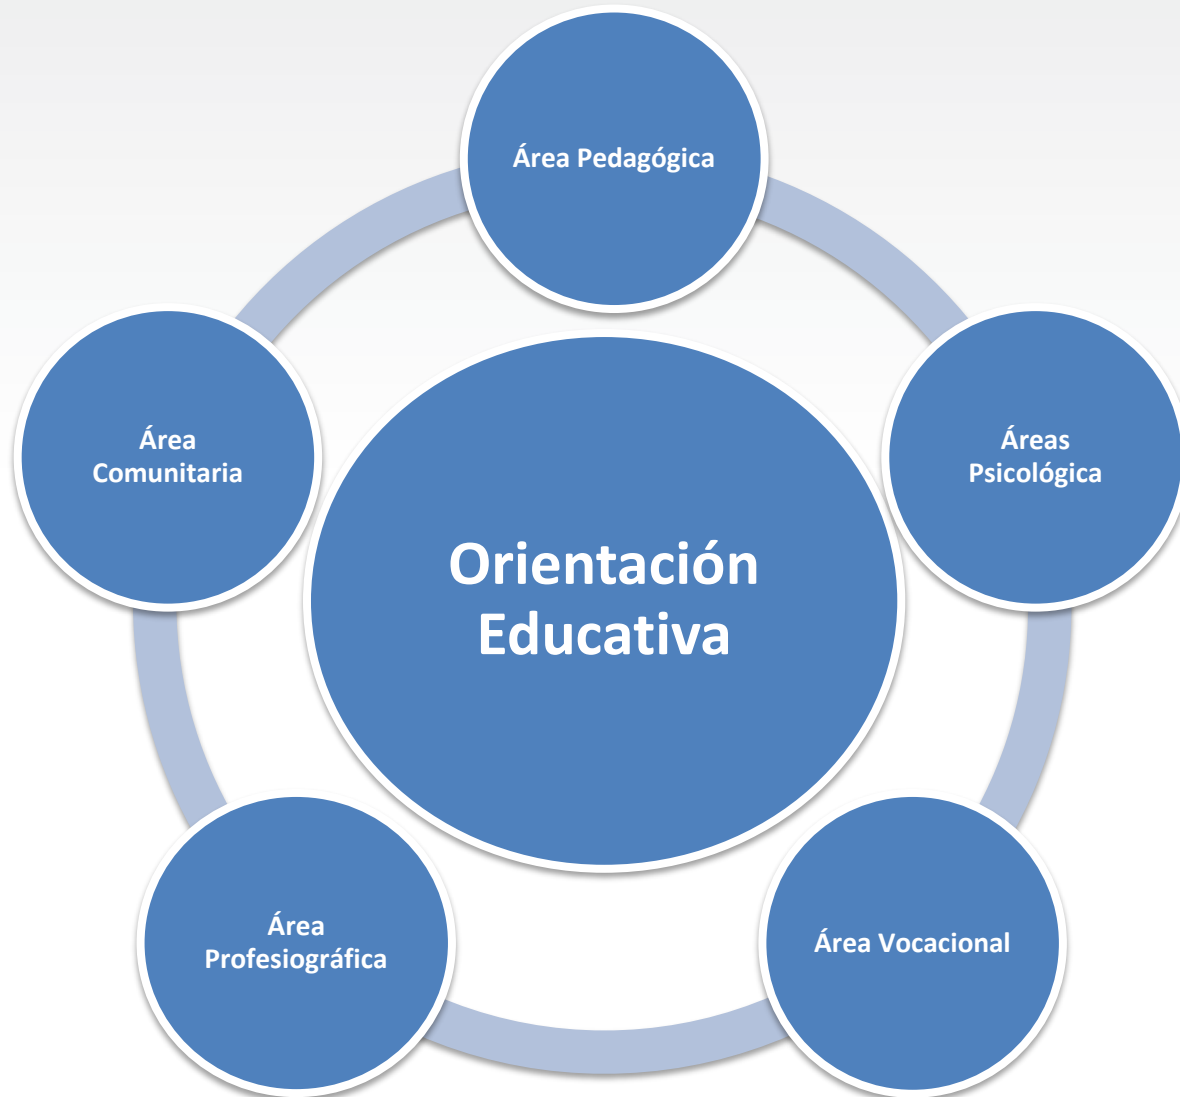 Área Pedagógica
Área
Comunitaria
Áreas
Psicológica
Orientación
Educativa
Área
Profesiográfica
Área Vocacional